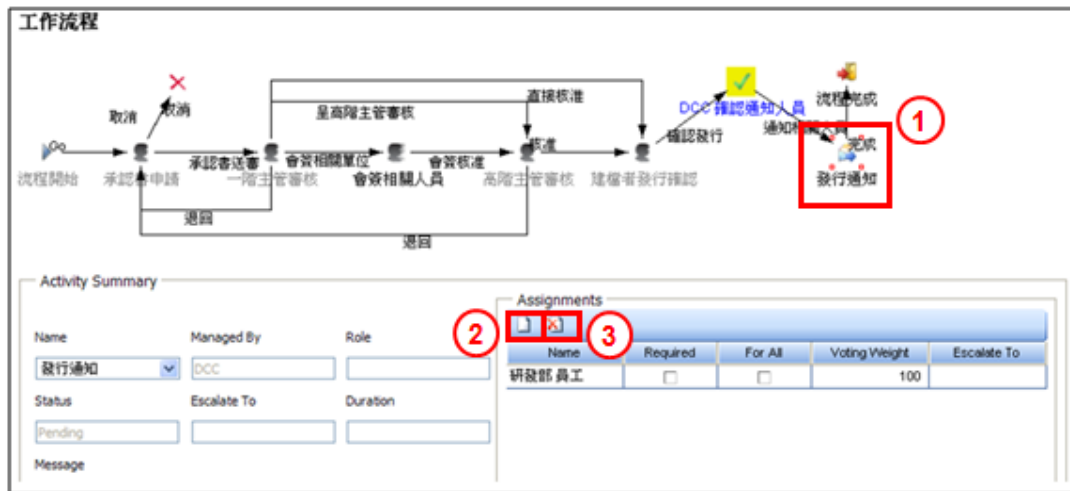 工作流程
直接核准
取消
取消
呈高階主管審核
DCC 確認通知人員
流程完成
①
確認發行
通知相關人員
Go
承認書送審
會簽相關單位
會簽核准
核准
完成
流程開始
承認書申請
一階主管審核
會簽相關人員
高階主管審核
建檔者發行確認
發行通知
退回
退回
Activity Summary
Assignments
②
③
Name
Managed By
Role
Name
Required
For All
Voting Weight
Escalate To
發行通知
DCC
研發部 員工
100
Status
Escalate To
Duration
Pending
Message